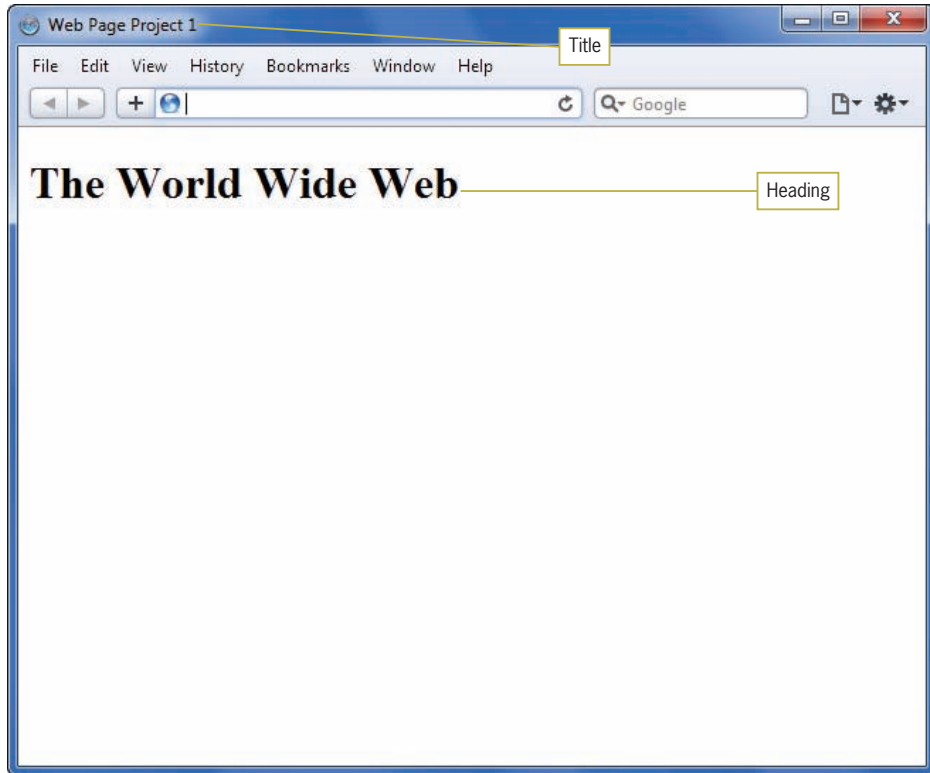 Web Page Project 1
Title
File Edit View History Bookmarks Window Help
Google
The World Wide Web
Heading